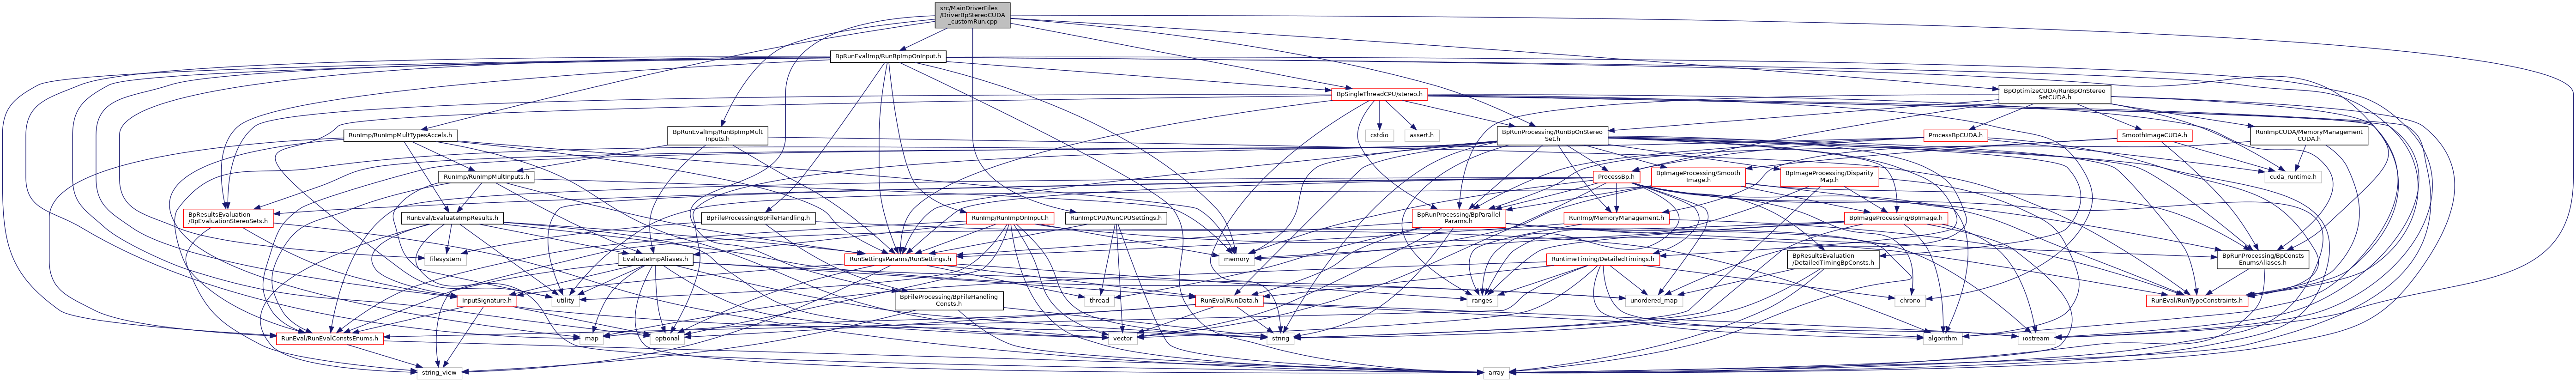 src/MainDriverFiles
/DriverBpStereoCUDA
_customRun.cpp
BpRunEvalImp/RunBpImpOnInput.h
BpSingleThreadCPU/stereo.h
BpOptimizeCUDA/RunBpOnStereo
SetCUDA.h
RunImp/RunImpMultTypesAccels.h
BpRunEvalImp/RunBpImpMult
Inputs.h
cstdio
assert.h
BpRunProcessing/RunBpOnStereo
Set.h
ProcessBpCUDA.h
SmoothImageCUDA.h
RunImpCUDA/MemoryManagement
CUDA.h
RunImp/RunImpMultInputs.h
ProcessBp.h
BpImageProcessing/Smooth
Image.h
BpImageProcessing/Disparity
Map.h
cuda_runtime.h
BpResultsEvaluation
/BpEvaluationStereoSets.h
RunEval/EvaluateImpResults.h
BpFileProcessing/BpFileHandling.h
RunImp/RunImpOnInput.h
RunImpCPU/RunCPUSettings.h
BpRunProcessing/BpParallel
Params.h
RunImp/MemoryManagement.h
BpImageProcessing/BpImage.h
filesystem
EvaluateImpAliases.h
RunSettingsParams/RunSettings.h
memory
RuntimeTiming/DetailedTimings.h
BpResultsEvaluation
/DetailedTimingBpConsts.h
BpRunProcessing/BpConsts
EnumsAliases.h
InputSignature.h
utility
BpFileProcessing/BpFileHandling
Consts.h
thread
RunEval/RunData.h
ranges
unordered_map
chrono
RunEval/RunTypeConstraints.h
RunEval/RunEvalConstsEnums.h
map
optional
vector
string
algorithm
iostream
string_view
array